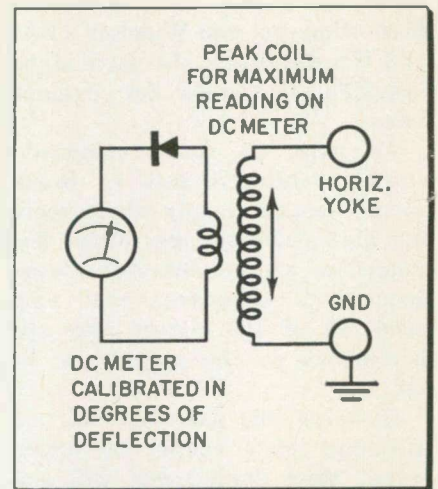 PEAK COIL
FOR MAXIMUM
READING ON
DC METER
HORIZ.
YOKE
GND
DC METER
CALIBRATED IN
DEGREES OF
DEFLECTION